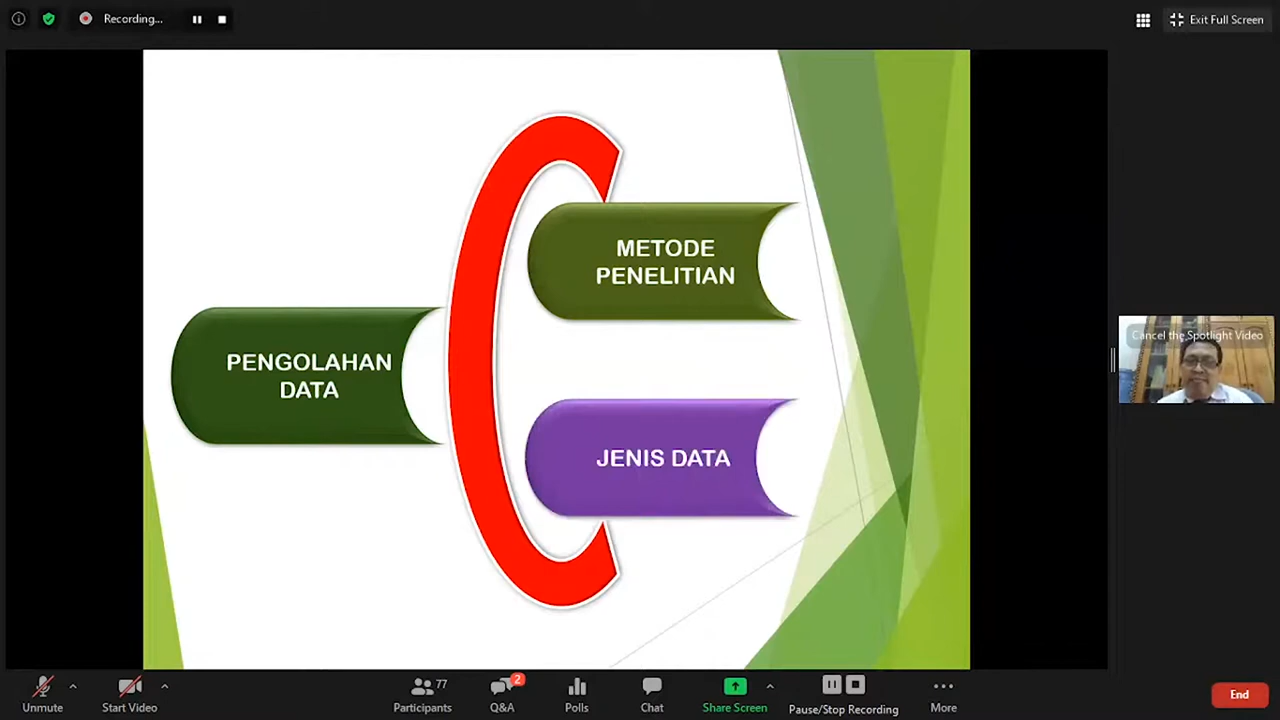 Recording...
Exit Full Screen
METODE
PENELITIAN
PENGOLAHAN
DATA
Cancel the Spotlight Video
JENIS DATA
77
2
Unmute
Start Video
Participants
Q&A
Polls
Chat
Share Screen
Pause/Stop Recording
More
End